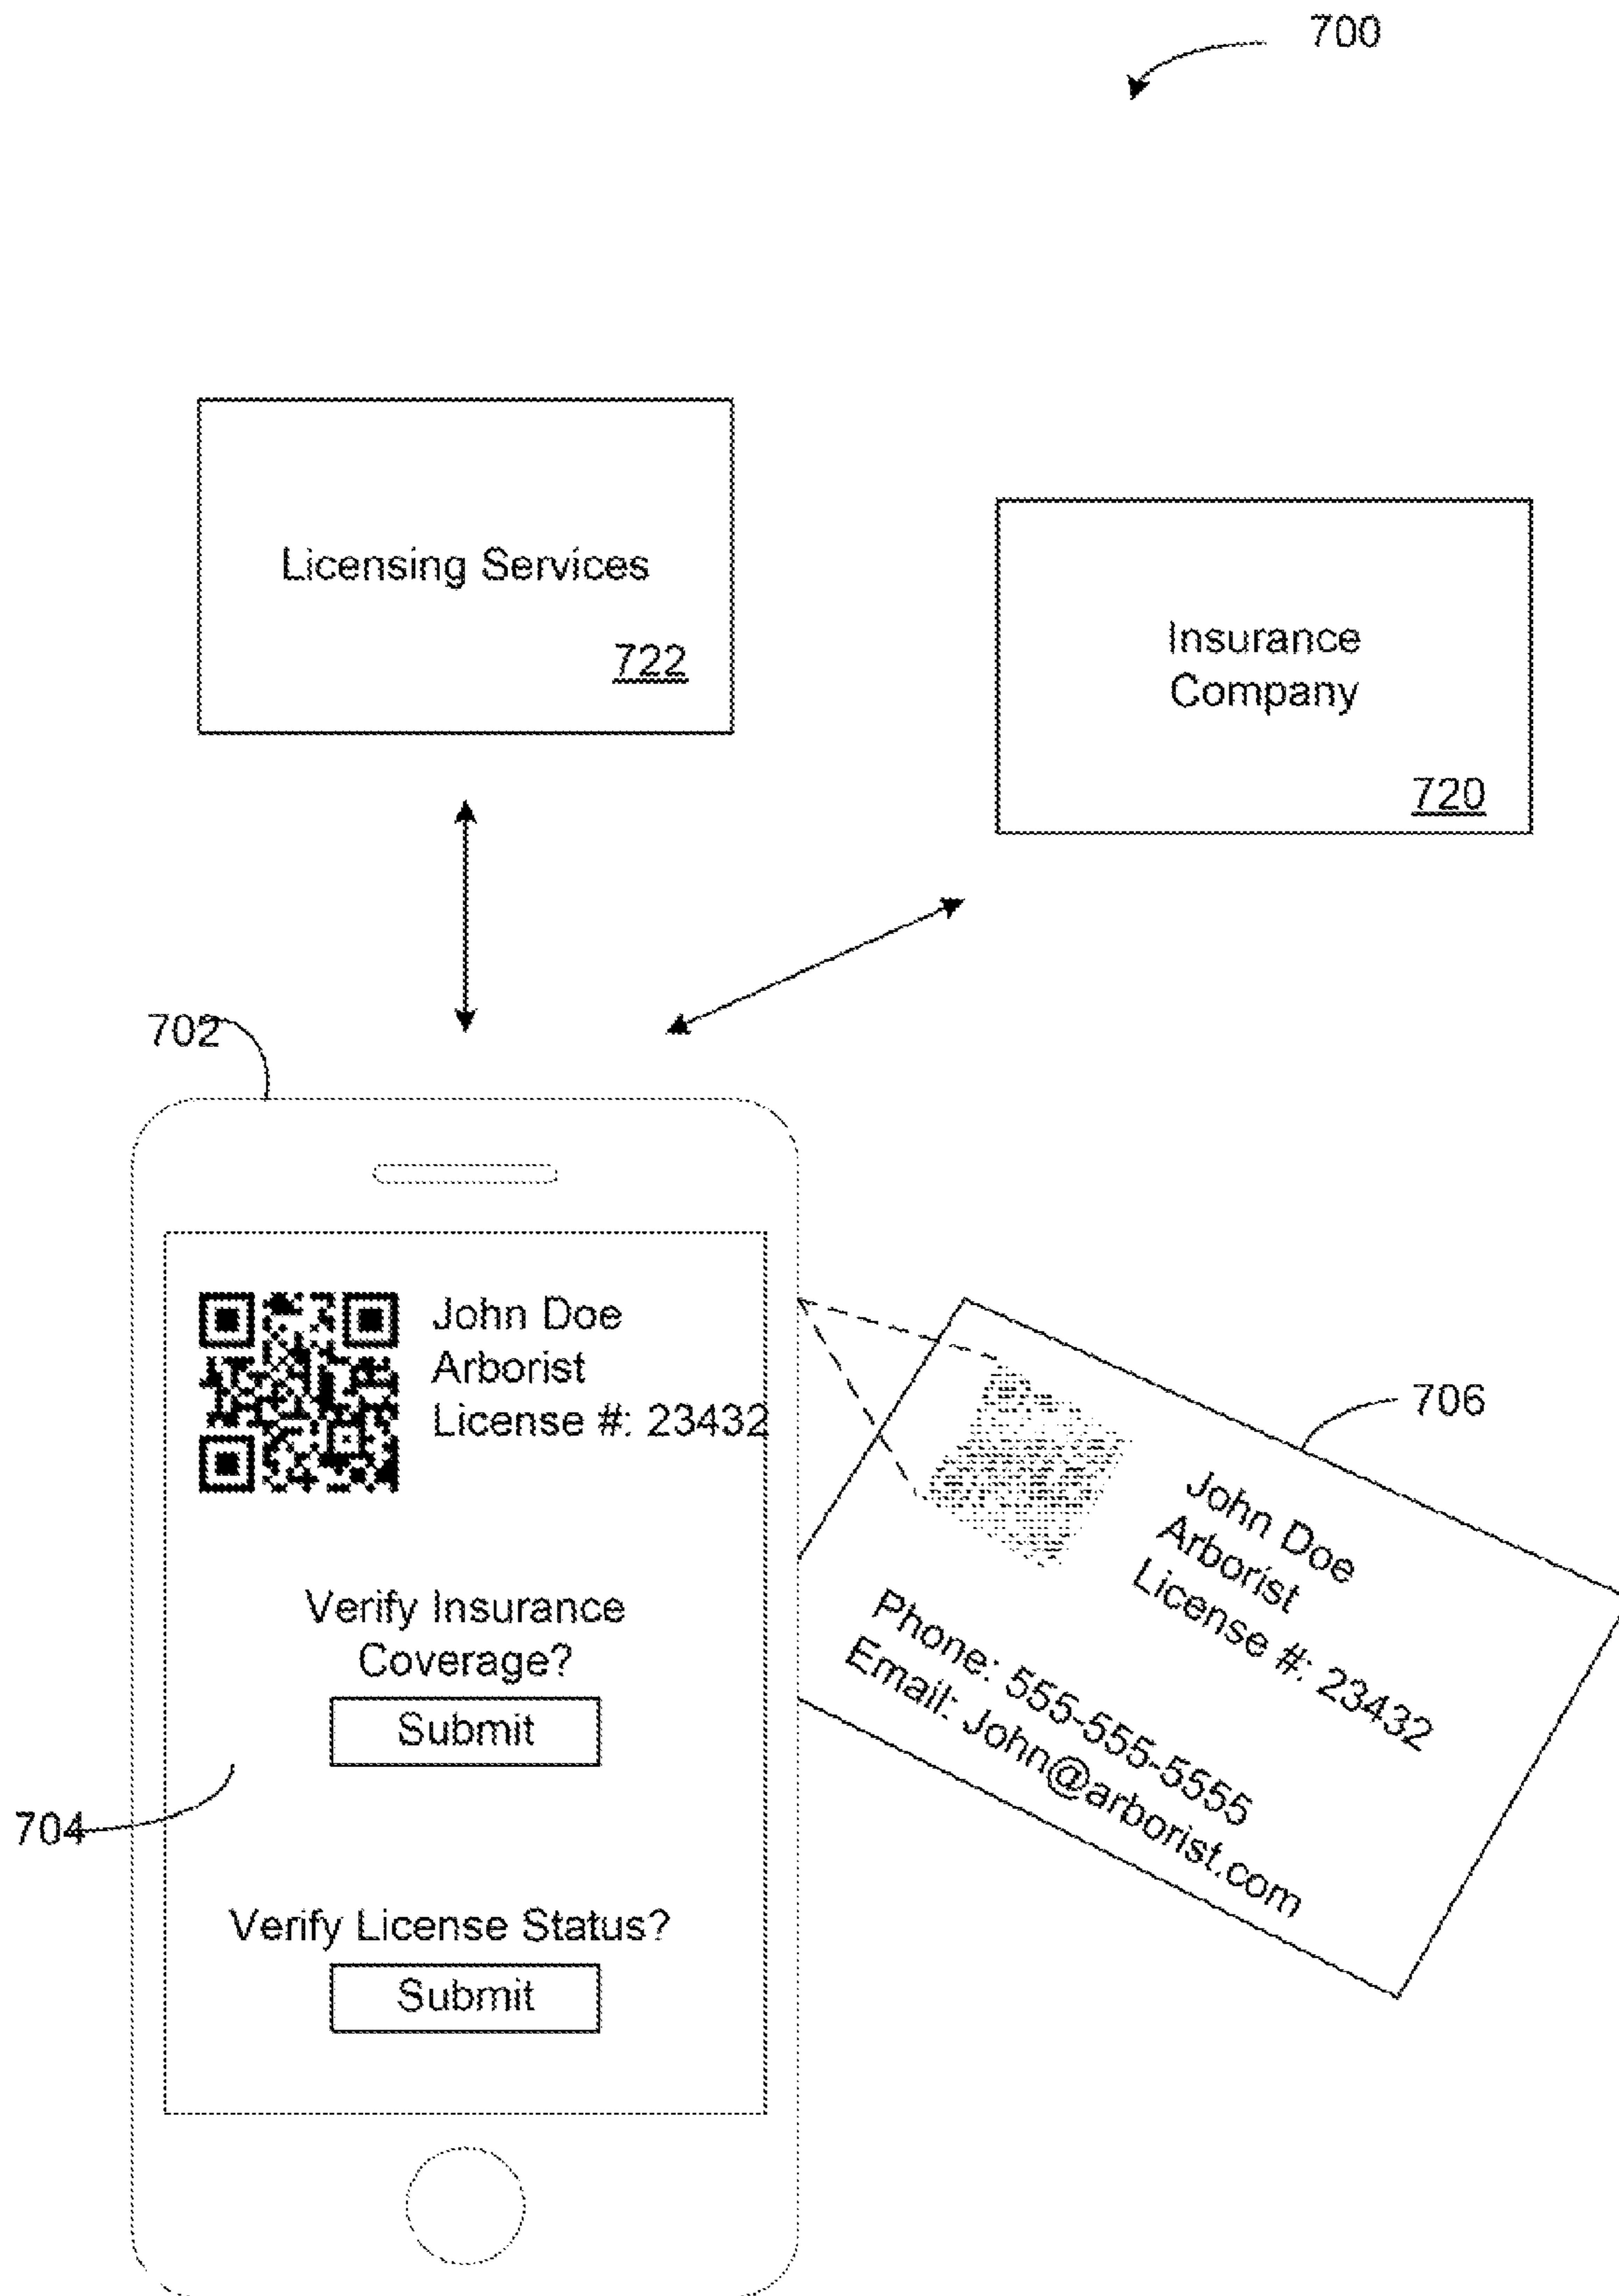 700
Licensing Services
722
Insurance
Company
720
702
John Doe
Arborist
License #: 23432
Verify Insurance
Coverage?
Submit
704
Verify License Status?
Submit
706
John Doe
Arborist
License #: 23432
Phone: 555-555-5555
Email: John@arborist.com